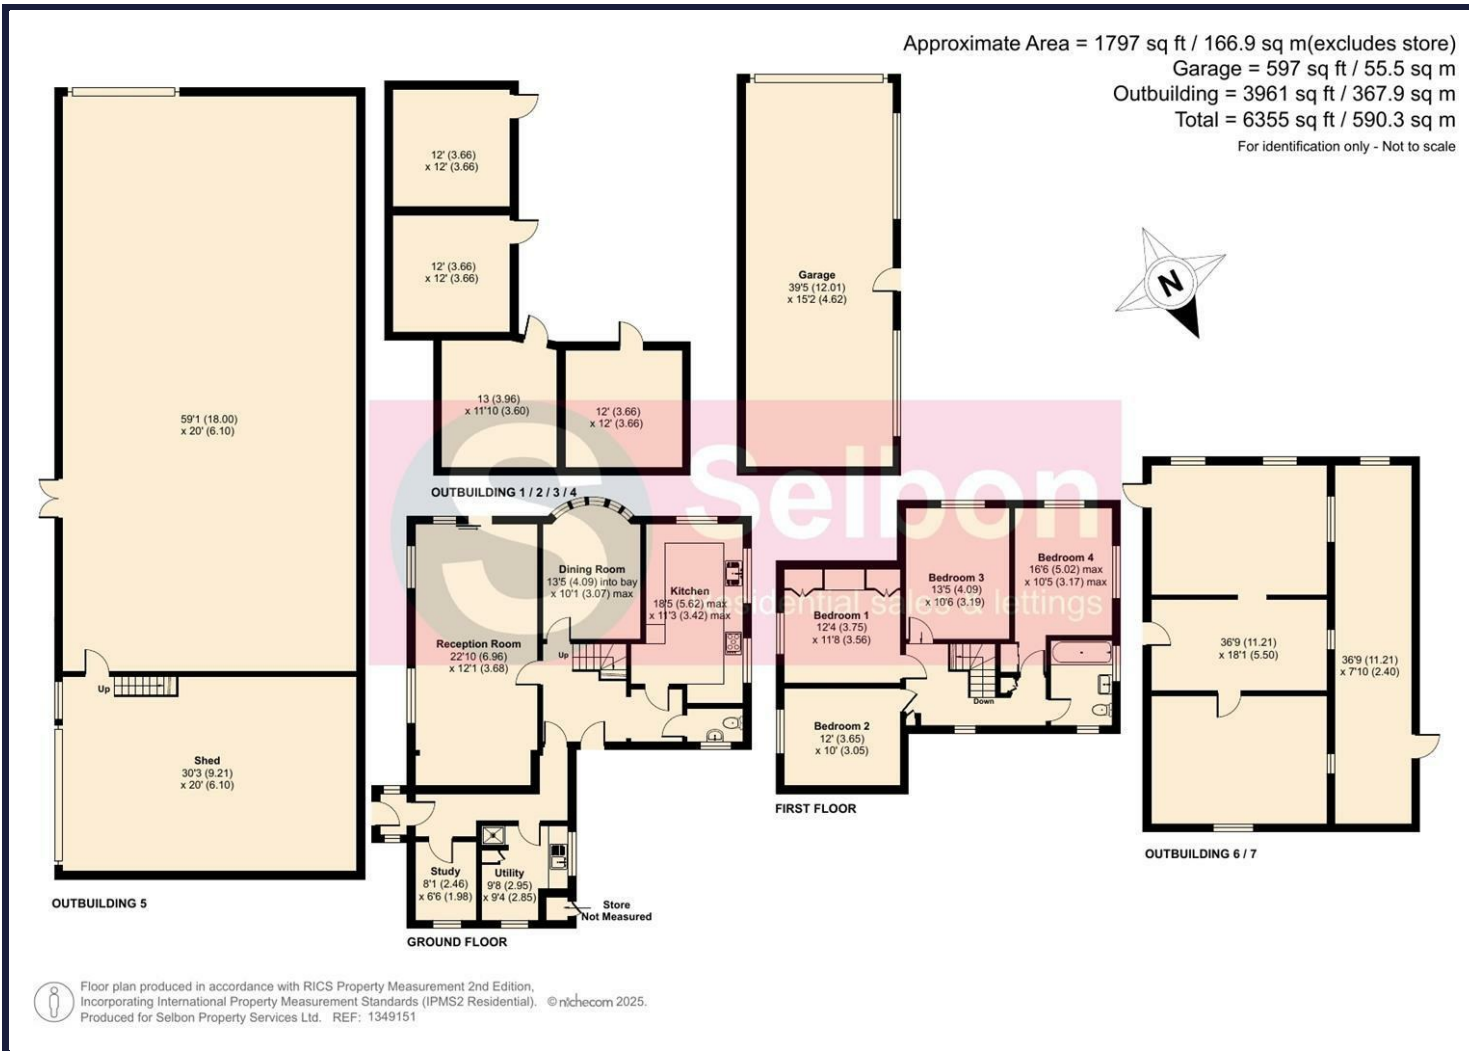 Approximate Area = 1797 sq ft / 166.9 sq m(excludes store)
Garage = 597 sq ft / 55.5 sq m
Outbuilding = 3961 sq ft / 367.9 sq m
Total = 6355 sq ft / 590.3 sq m
For identification only - Not to scale
N
59'1 (18.00)
x 20' (6.10)
Up
Shed
30'3 (9.21)
x 20' (6.10)
OUTBUILDING 5
12' (3.66)
x 12' (3.66)
12' (3.66)
x 12' (3.66)
13 (3.96)
x 11'10 (3.60)
12' (3.66)
x 12' (3.66)
OUTBUILDING 1 / 2 / 3 / 4
Garage
39'5 (12.01)
x 15'2 (4.62)
S Selbon
residential sales & lettings
Dining Room
13'5 (4.09) into bay
x 10'1 (3.07) max
Kitchen
18'5 (5.62) max
x 11'3 (3.42) max
Reception Room
22'10 (6.96)
x 12'1 (3.68)
Up
Study
8'1 (2.46)
x 6'6 (1.98)
Utility
9'8 (2.95)
x 9'4 (2.85)
Store
Not Measured
GROUND FLOOR
Bedroom 1
12'4 (3.75)
x 11'8 (3.56)
Bedroom 3
13'5 (4.09)
x 10'6 (3.19)
Bedroom 4
16'6 (5.02) max
x 10'5 (3.17) max
Bedroom 2
12' (3.65)
x 10' (3.05)
Down
FIRST FLOOR
36'9 (11.21)
x 18'1 (5.50)
36'9 (11.21)
x 7'10 (2.40)
OUTBUILDING 6 / 7
Floor plan produced in accordance with RICS Property Measurement 2nd Edition,
Incorporating International Property Measurement Standards (IPMS2 Residential). © nichecom 2025.
Produced for Selbon Property Services Ltd. REF: 1349151